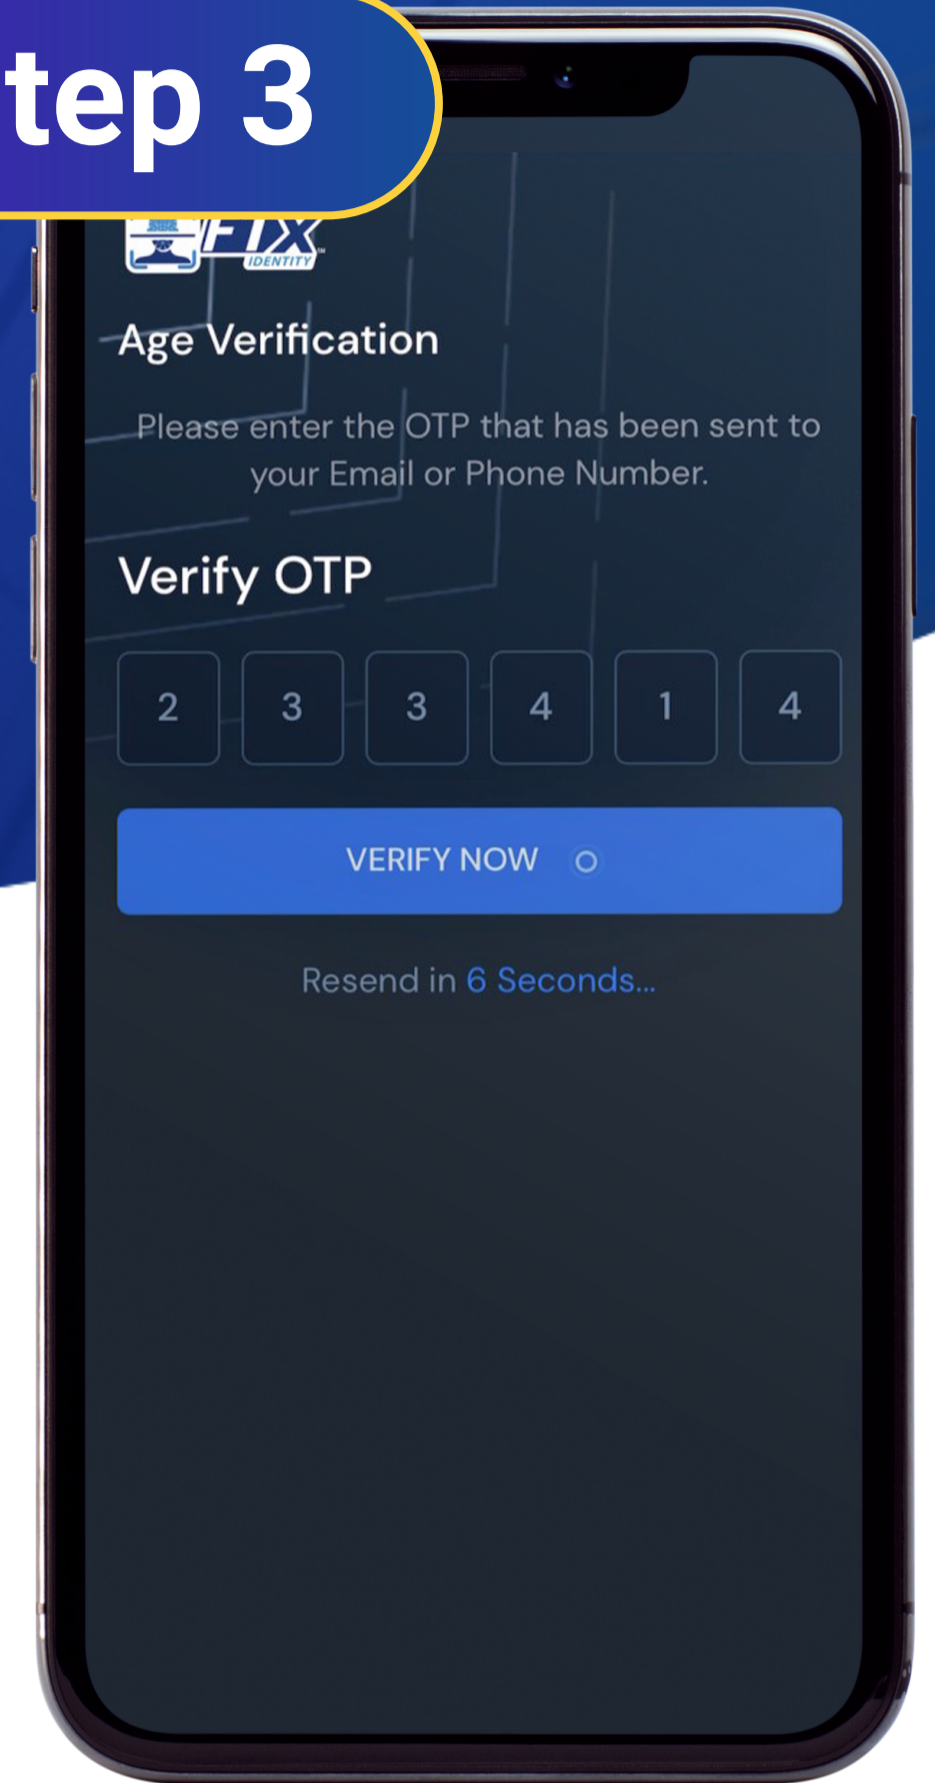 tep 3
FTX
IDENTITY
Age Verification
Please enter the OTP that has been sent to
your Email or Phone Number.
Verify OTP
2 3 3 4 1 4
VERIFY NOW
Resend in 6 Seconds...